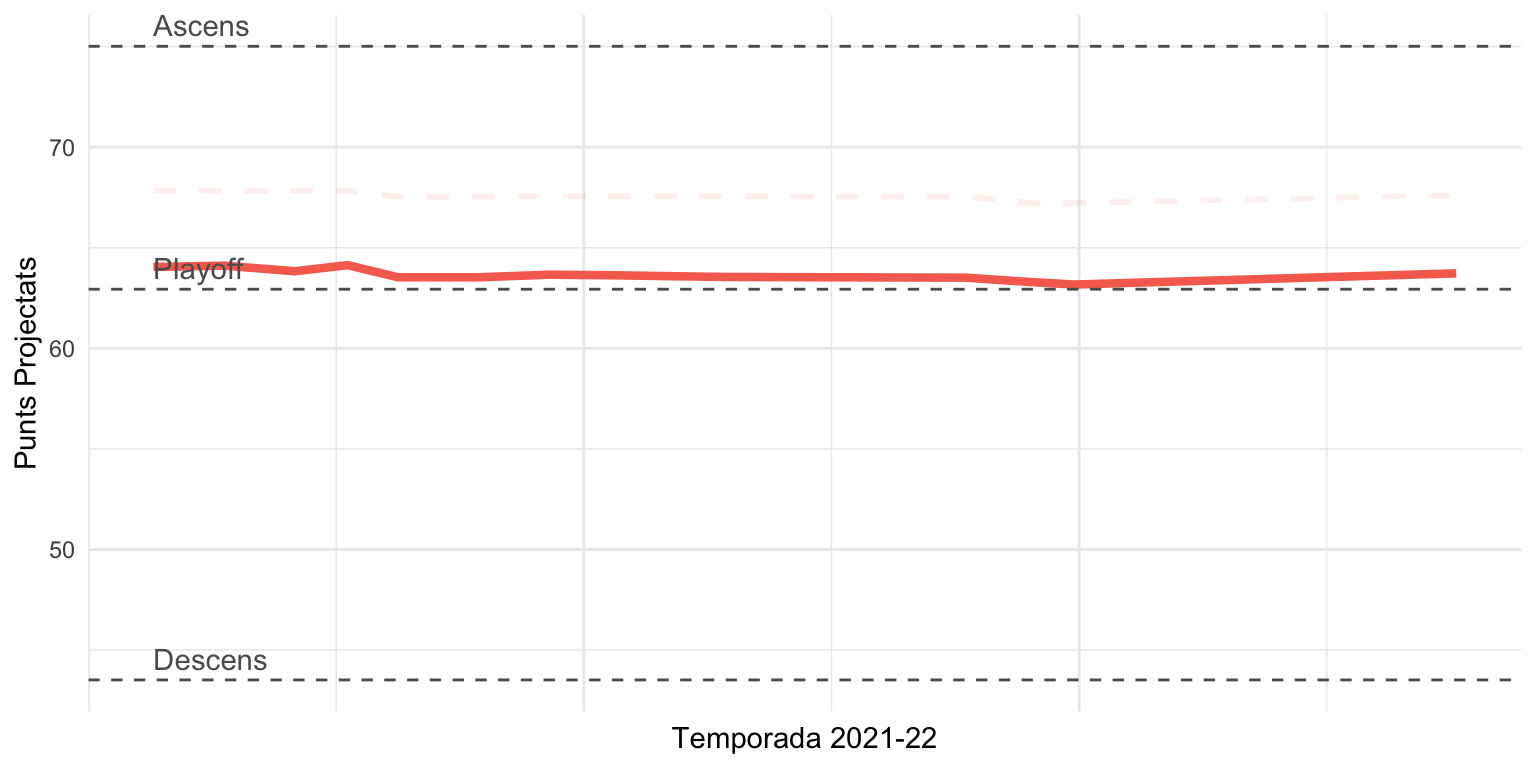 Ascens
70
Playoff
60
50
Descens
Punts Projectats
Temporada 2021-22